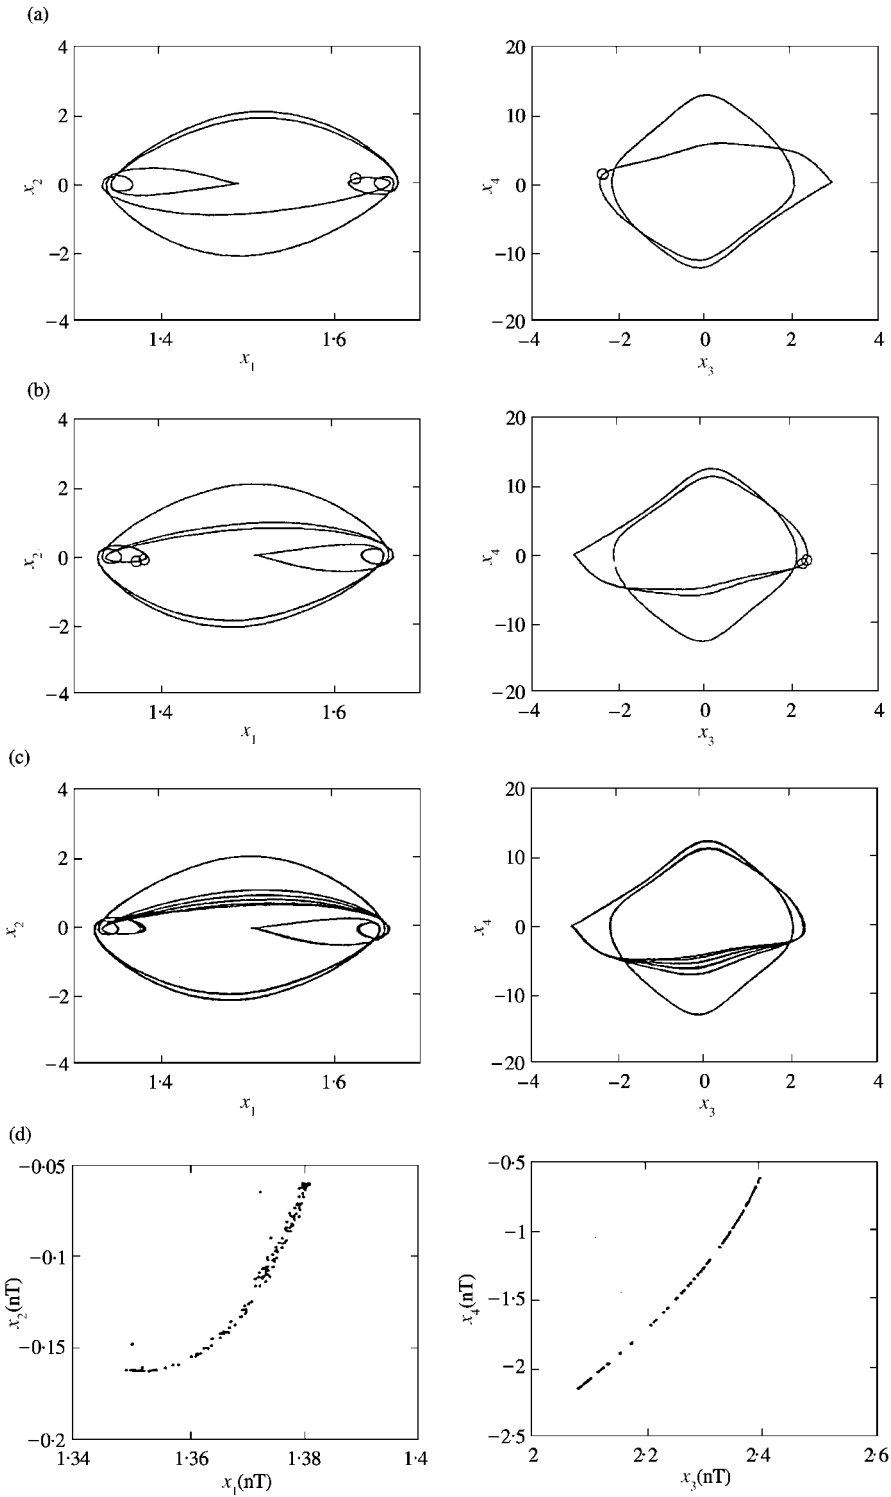 (a)
4 20
2 10
x2 0 x4 0
−2 −10
−4 −20
1·4 1·6 −4 −2 0 2 4
x1 x3
(b)
4 20
2 10
x2 0 x4 0
−2 −10
−4 −20
1·4 1·6 −4 −2 0 2 4
x1 x3
(c)
4 20
2 10
x2 0 x4 0
−2 −10
−4 −20
1·4 1·6 −4 −2 0 2 4
x1 x3
(d)
−0·05 −0·5
−0·1 −1
x2(nT) x4(nT) −1·5
−0·15 −2
−0·2 −2·5
1·34 1·36 1·38 1·4 2 2·2 2·4 2·6
x1(nT) x3(nT)